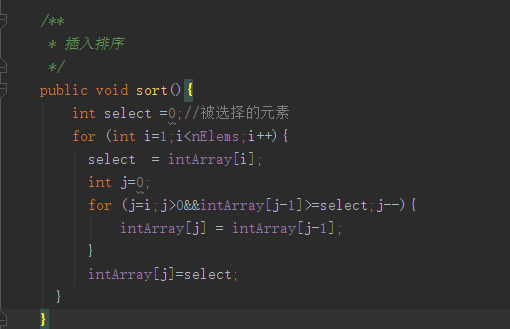 /**
 * 插入排序
 */
public void sort(){
    int select =0;//被选择的元素
    for (int i=1;i<nElems;i++){
      select  = intArray[i];
      int j=0;
      for (j=i;j>0&&intArray[j-1]>=select;j--){
          intArray[j] = intArray[j-1];
      }
      intArray[j]=select;
  }
}